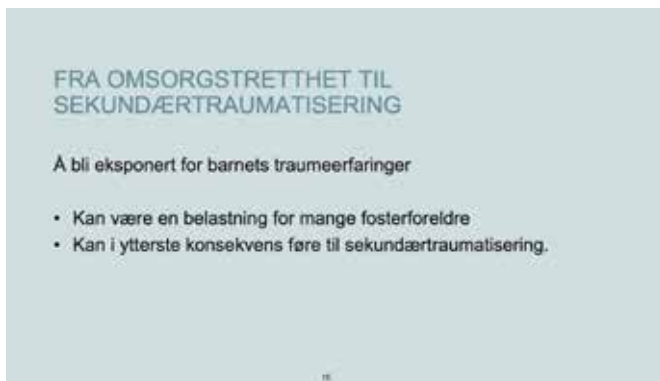 FRA OMSORGSTRETTHET TIL
SEKUNDÆRTRAUMATISERING
Å bli eksponert for barnets traumeerfaringer
• Kan være en belastning for mange fosterforeldre
• Kan i ytterste konsekvens føre til sekundærtraumatisering.